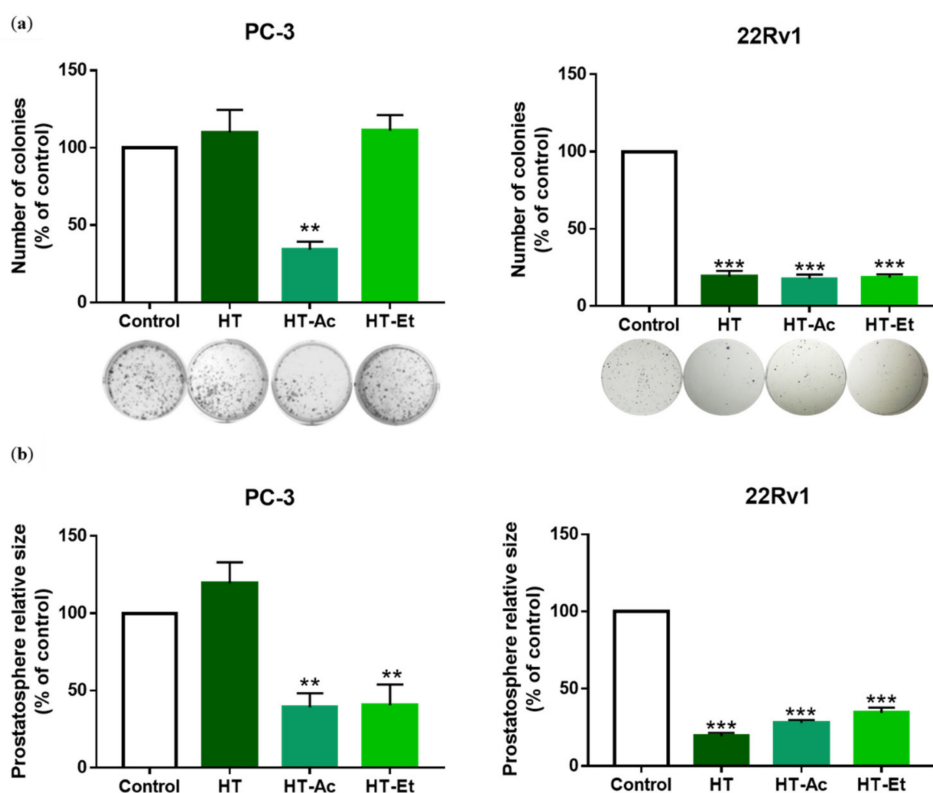 (a)
PC-3
Number of colonies
(% of control)
150
100
50
0
**
Control HT HT-Ac HT-Et
22Rv1
Number of colonies
(% of control)
150
100
50
0
*** *** ***
Control HT HT-Ac HT-Et
(b)
PC-3
Prostatosphere relative size
(% of control)
150
100
50
0
** **
Control HT HT-Ac HT-Et
22Rv1
Prostatosphere relative size
(% of control)
150
100
50
0
*** *** ***
Control HT HT-Ac HT-Et